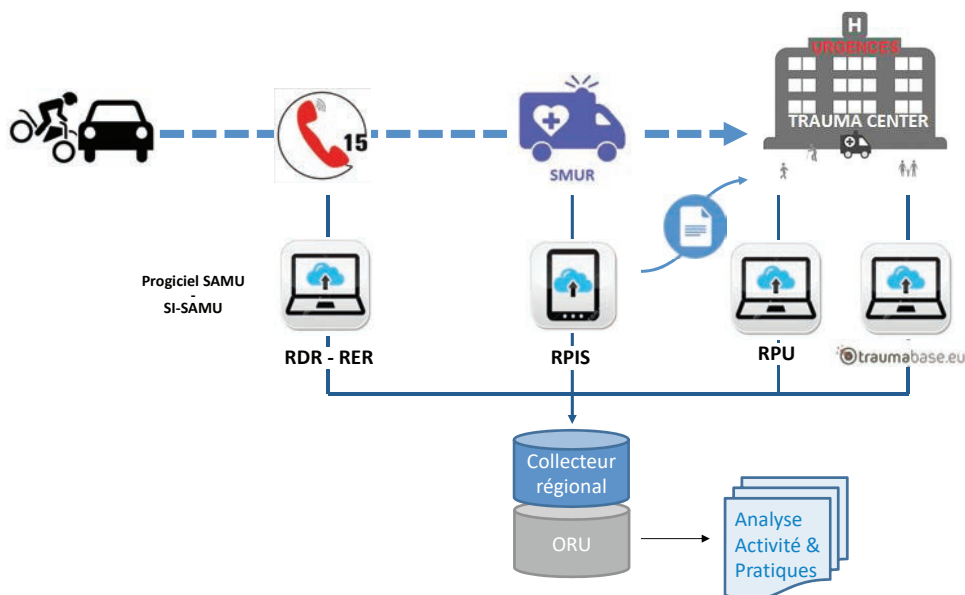 H
URGENCES
TRAUMA CENTER
15
SMUR
Progiciel SAMU
-
SI-SAMU
RDR - RER
RPIS
RPU
traumabase.eu
Collecteur
régional
ORU
Analyse
Activité &
Pratiques